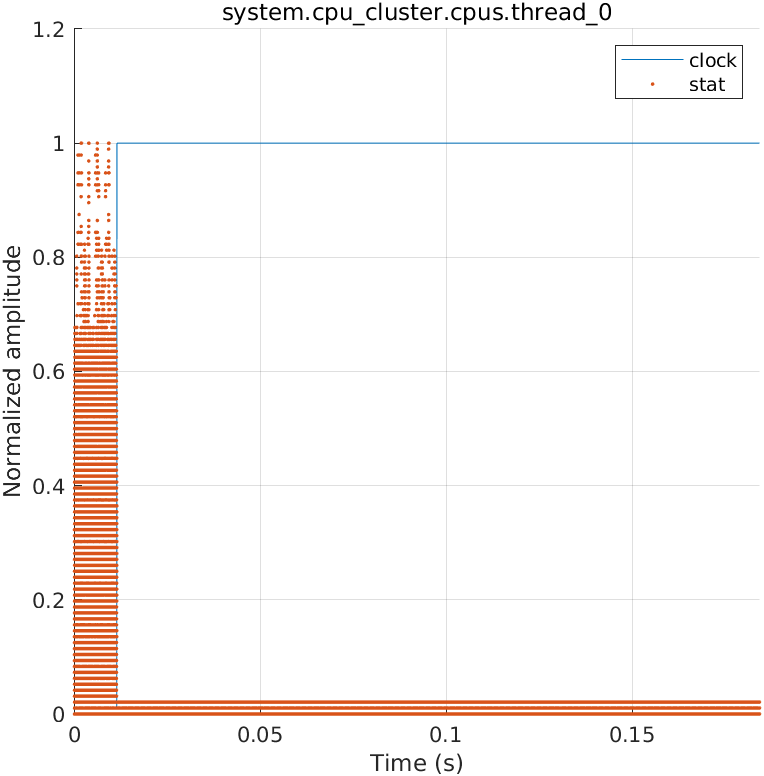 system.cpu_cluster.cpus.thread_0
clock
stat
Normalized amplitude
1.2
1
0.8
0.6
0.4
0.2
0
0
0.05
0.1
0.15
Time (s)